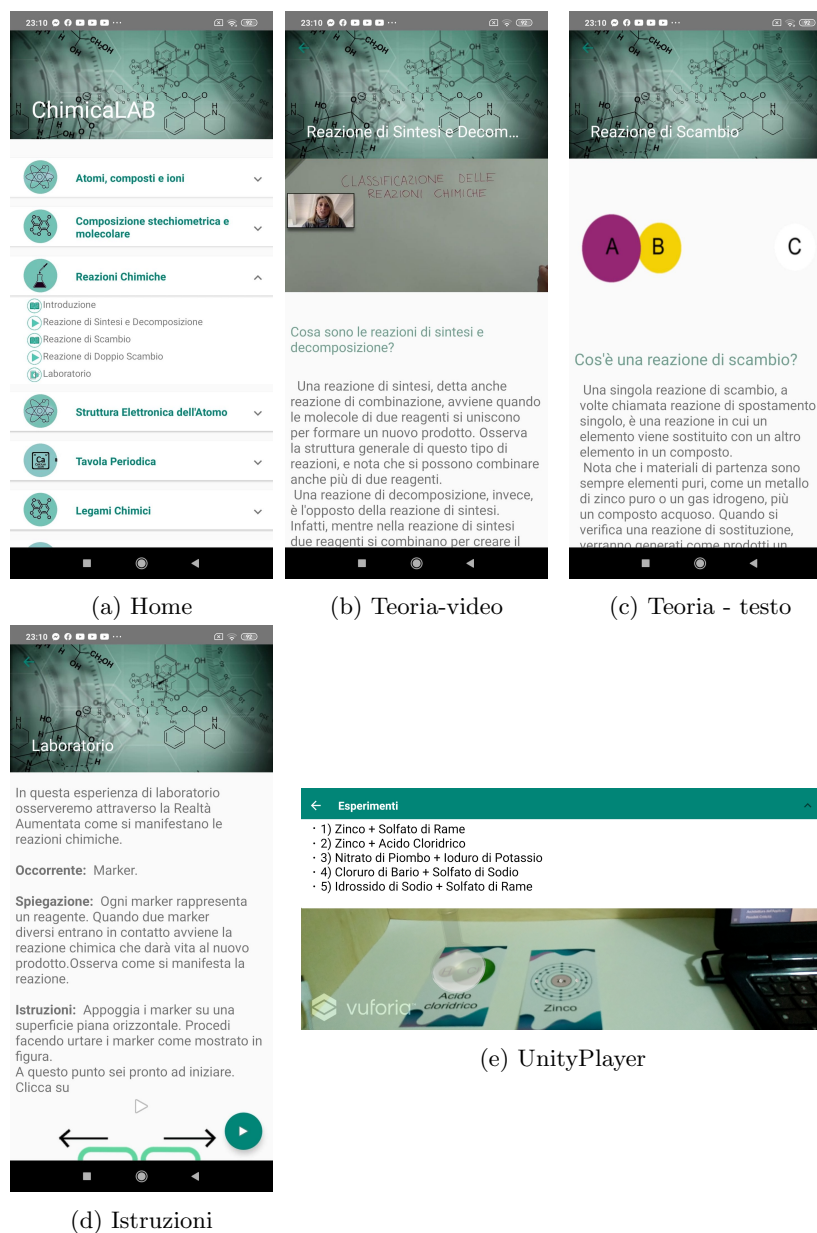 23:10
92
CH₂OH
OH
HO
ChimicaLAB
Atomi, composti e ioni
Composizione stechiometrica e
molecolare
Reazioni Chimiche
Introduzione
Reazione di Sintesi e Decomposizione
Reazione di Scambio
Reazione di Doppio Scambio
Laboratorio
Struttura Elettronica dell'Atomo
Ca
Tavola Periodica
Legami Chimici
(a) Home
23:10
92
Reazione di Sintesi e Decom...
CLASSIFICAZIONE DELLE
REAZIONI CHIMICHE
Cosa sono le reazioni di sintesi e
decomposizione?
Una reazione di sintesi, detta anche
reazione di combinazione, avviene quando
le molecole di due reagenti si uniscono
per formare un nuovo prodotto. Osserva
la struttura generale di questo tipo di
reazioni, e nota che si possono combinare
anche più di due reagenti.
Una reazione di decomposizione, invece,
è l'opposto della reazione di sintesi.
Infatti, mentre nella reazione di sintesi
due reagenti si combinano per creare il
(b) Teoria-video
23:10
92
Reazione di Scambio
A B C
Cos'è una reazione di scambio?
Una singola reazione di scambio, a
volte chiamata reazione di spostamento
singolo, è una reazione in cui un
elemento viene sostituito con un altro
elemento in un composto.
Nota che i materiali di partenza sono
sempre elementi puri, come un metallo
di zinco puro o un gas idrogeno, più
un composto acquoso. Quando si
verifica una reazione di sostituzione,
verranno generati come prodotti un
(c) Teoria - testo
23:10
92
Laboratorio
In questa esperienza di laboratorio
osserveremo attraverso la Realtà
Aumentata come si manifestano le
reazioni chimiche.
Occorrente: Marker.
Spiegazione: Ogni marker rappresenta
un reagente. Quando due marker
diversi entrano in contatto avviene la
reazione chimica che darà vita al nuovo
prodotto.Osserva come si manifesta la
reazione.
Istruzioni: Appoggia i marker su una
superficie piana orizzontale. Procedi
facendo urtare i marker come mostrato in
figura.
A questo punto sei pronto ad iniziare.
Clicca su
(d) Istruzioni
Esperimenti
· 1) Zinco + Solfato di Rame
· 2) Zinco + Acido Cloridrico
· 3) Nitrato di Piombo + Ioduro di Potassio
· 4) Cloruro di Bario + Solfato di Sodio
· 5) Idrossido di Sodio + Solfato di Rame
vuforia
Acido
cloridrico
Zinco
(e) UnityPlayer